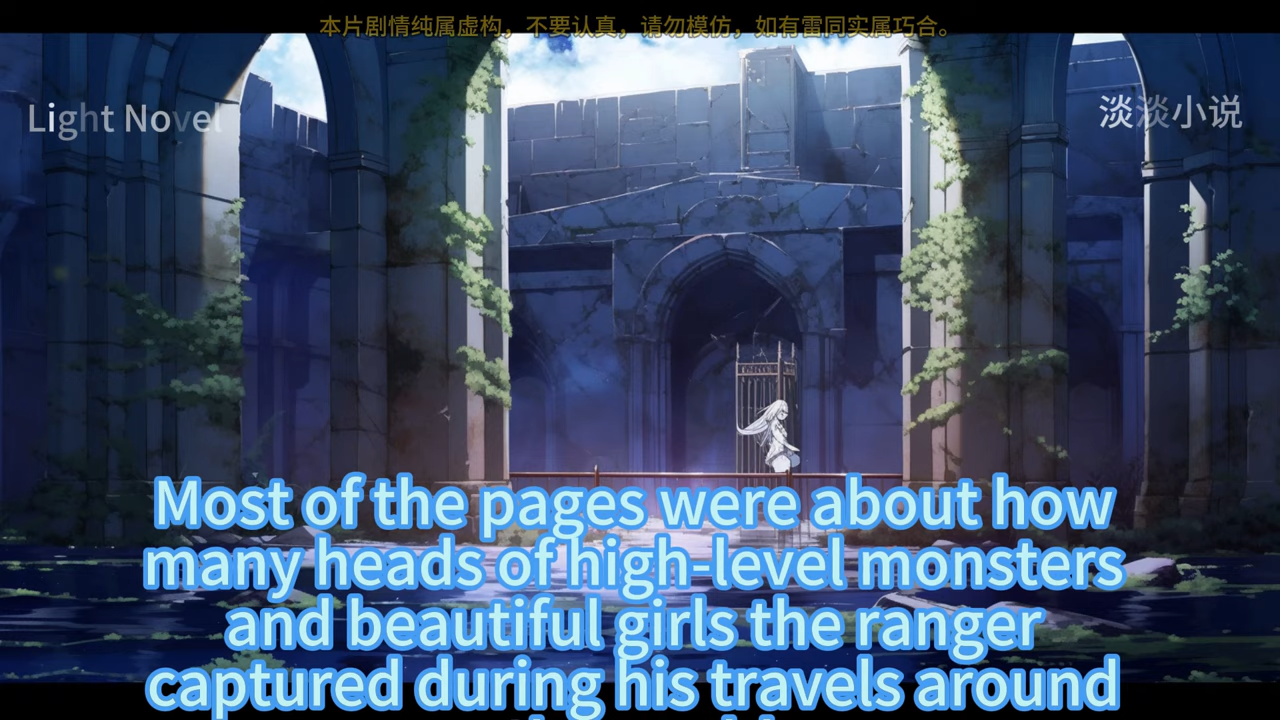 本片剧情纯属虚构，不要认真，请勿模仿，如有雷同实属巧合。
Light Novel
淡淡小说
Most of the pages were about how
many heads of high-level monsters
and beautiful girls the ranger
captured during his travels around